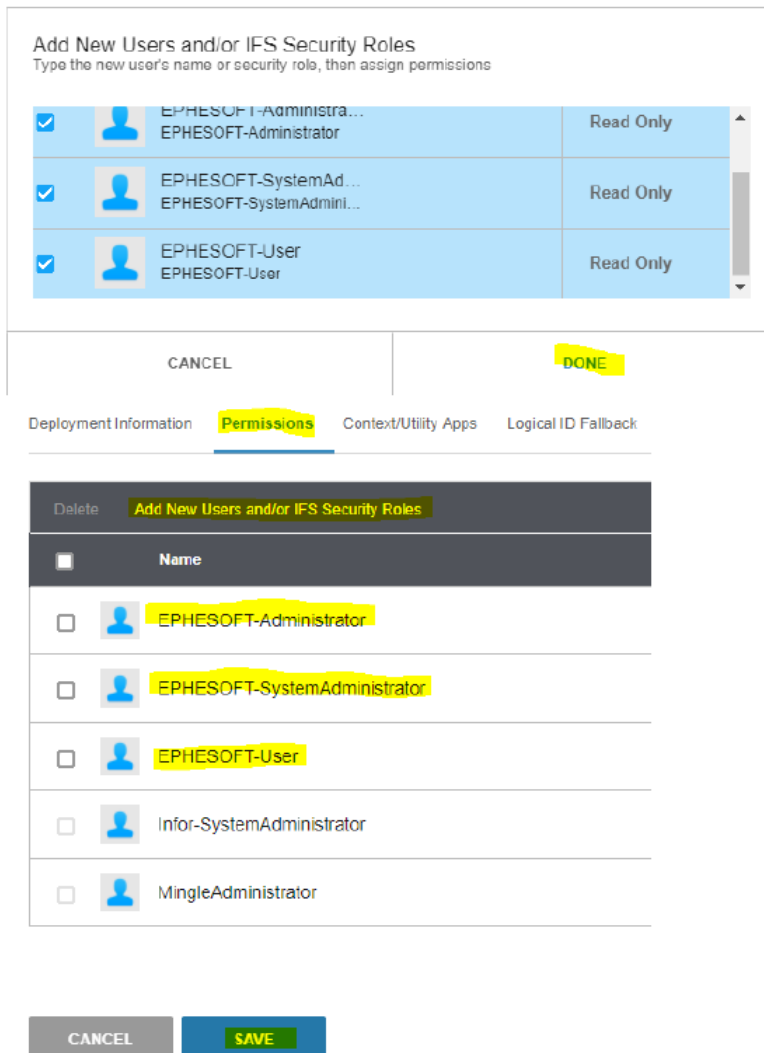 Add New Users and/or IFS Security Roles
Type the new user's name or security role, then assign permissions
EPHESOFT-Administra...
EPHESOFT-Administrator
Read Only
EPHESOFT-SystemAd...
EPHESOFT-SystemAdmini...
Read Only
EPHESOFT-User
EPHESOFT-User
Read Only
CANCEL DONE
Deployment Information Permissions Context/Utility Apps Logical ID Fallback
Delete Add New Users and/or IFS Security Roles
Name
EPHESOFT-Administrator
EPHESOFT-SystemAdministrator
EPHESOFT-User
Infor-SystemAdministrator
MingleAdministrator
CANCEL SAVE